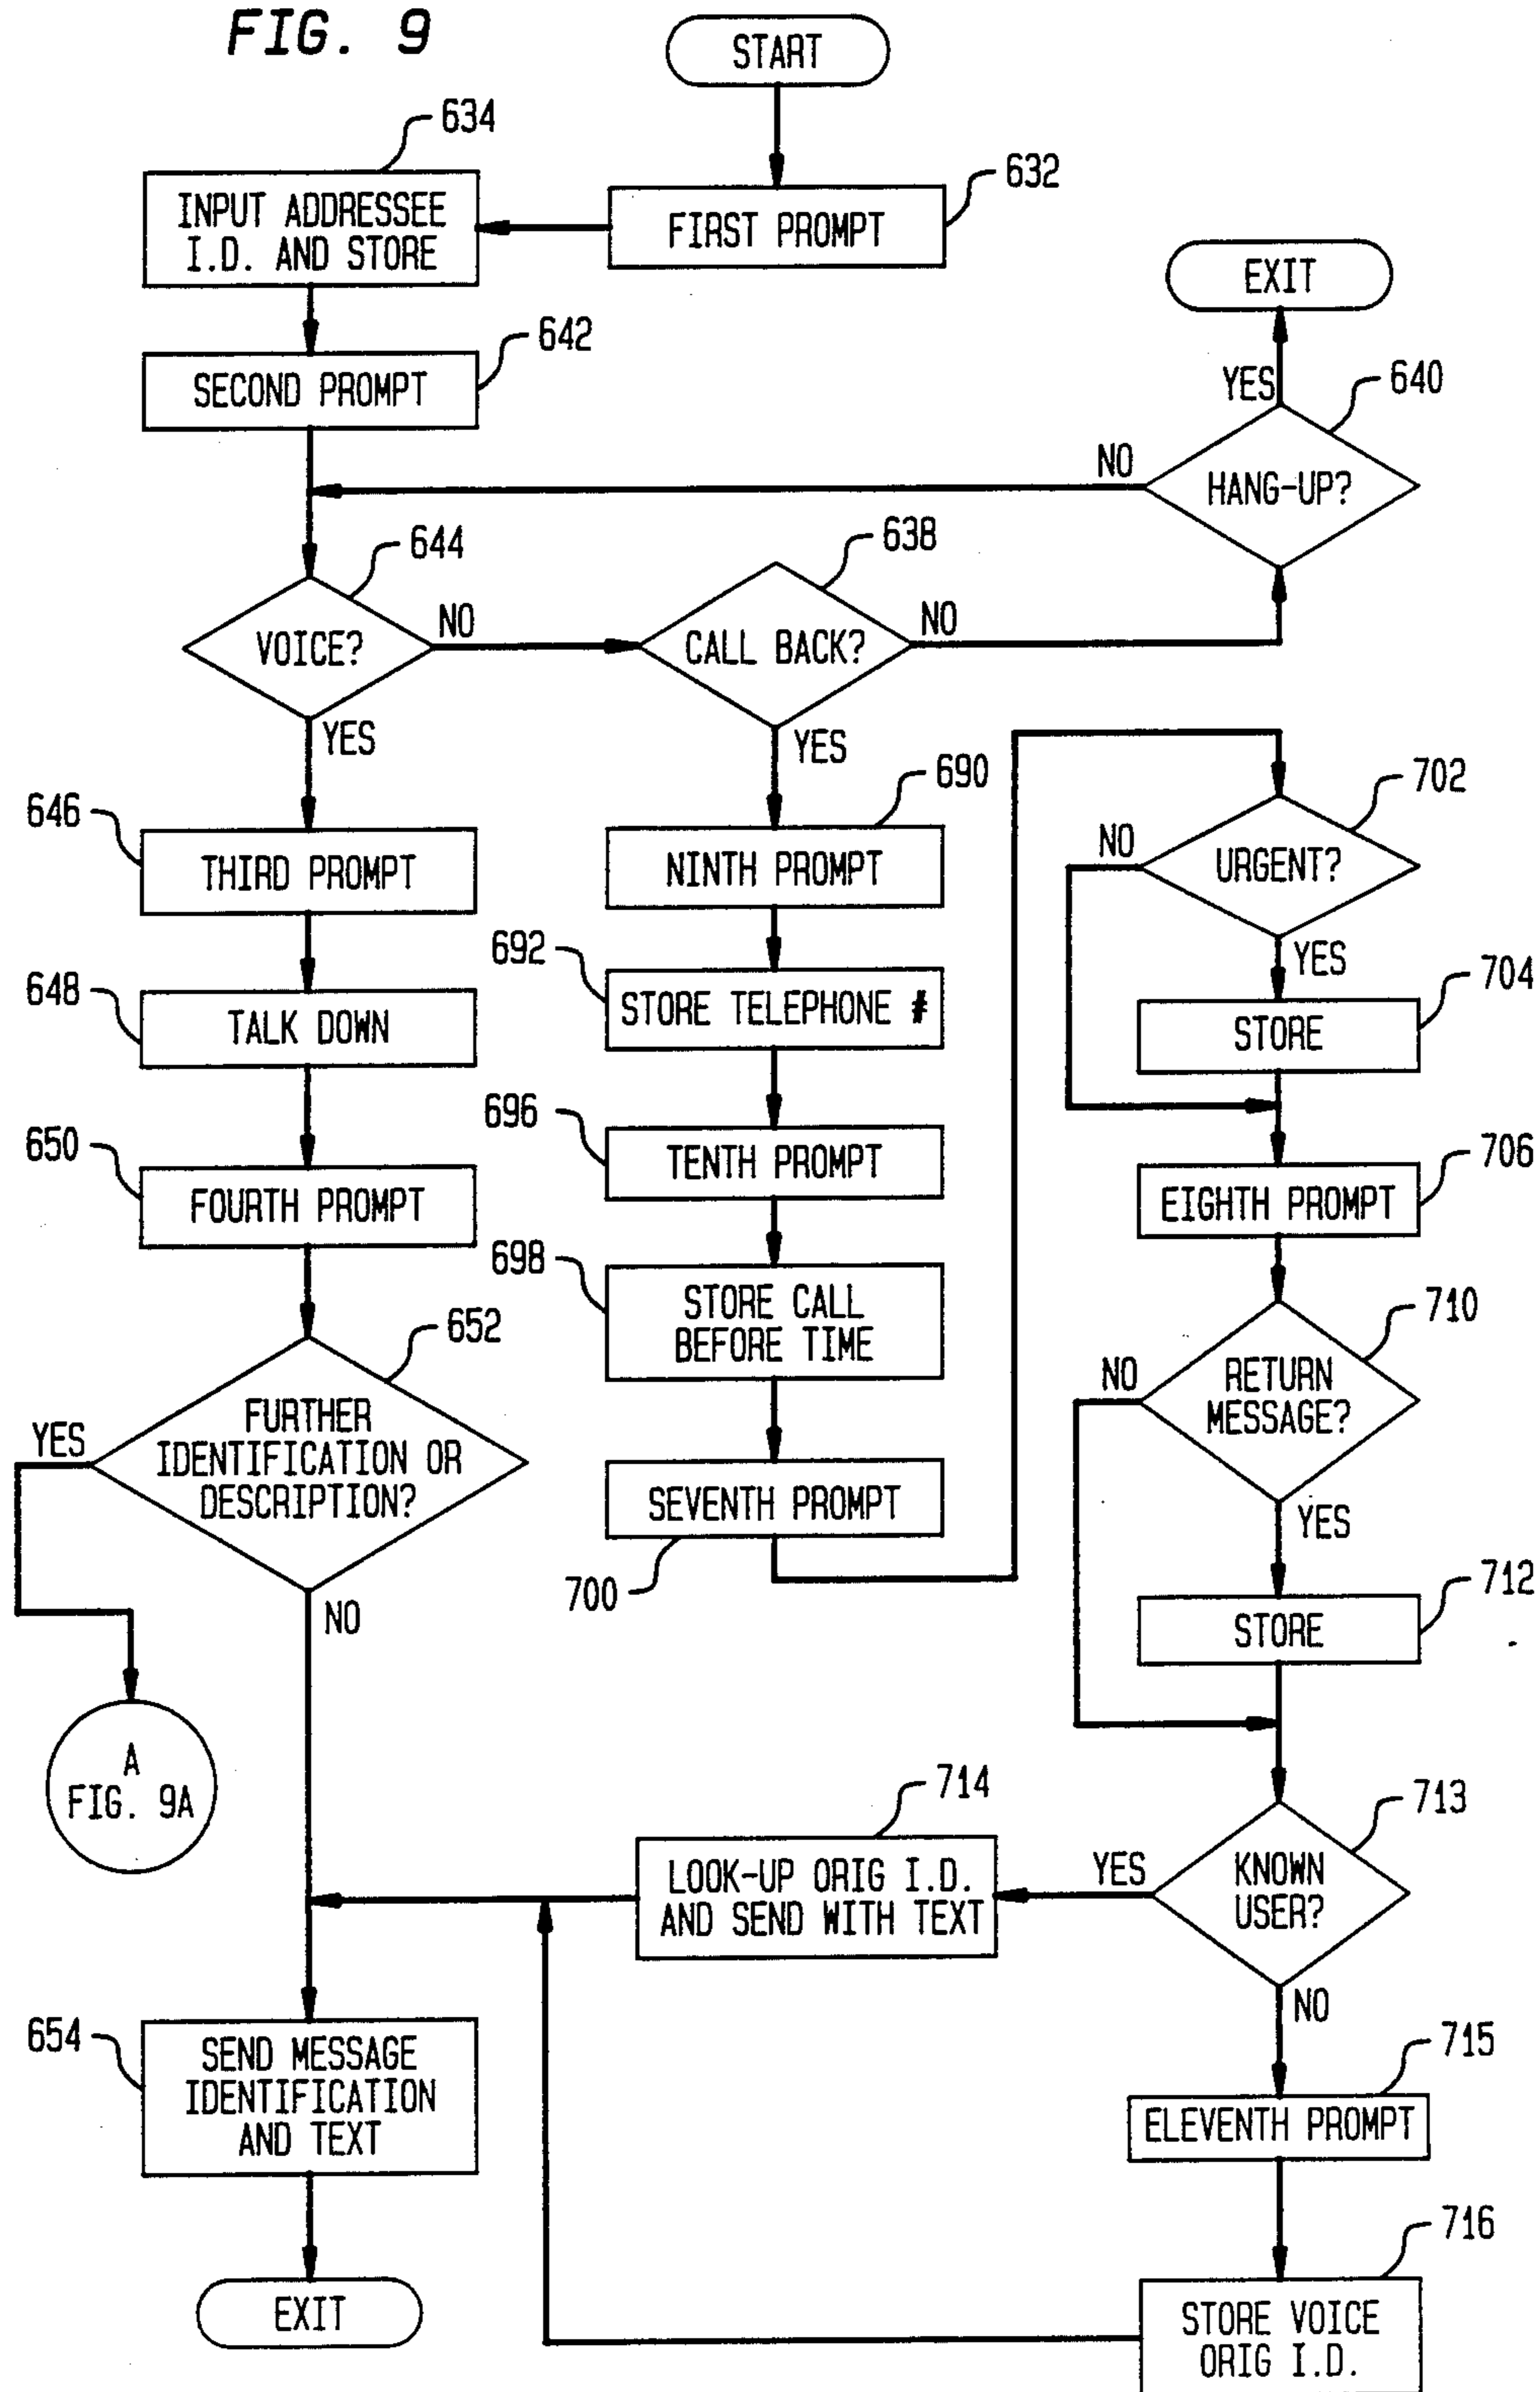 FIG. 9
START
634
632
INPUT ADDRESSEE
I.D. AND STORE
FIRST PROMPT
EXIT
642
SECOND PROMPT
YES
640
NO
HANG-UP?
644
638
VOICE?
NO
CALL BACK?
NO
YES
YES
646
THIRD PROMPT
690
NINTH PROMPT
702
NO
URGENT?
YES
692
STORE TELEPHONE #
648
TALK DOWN
704
STORE
696
TENTH PROMPT
650
FOURTH PROMPT
706
EIGHTH PROMPT
698
STORE CALL
BEFORE TIME
652
FURTHER
IDENTIFICATION OR
DESCRIPTION?
YES
NO
710
NO
RETURN
MESSAGE?
YES
SEVENTH PROMPT
700
712
STORE
A
FIG. 9A
714
LOOK-UP ORIG I.D.
AND SEND WITH TEXT
713
YES
KNOWN
USER?
NO
654
SEND MESSAGE
IDENTIFICATION
AND TEXT
715
ELEVENTH PROMPT
716
EXIT
STORE VOICE
ORIG I.D.